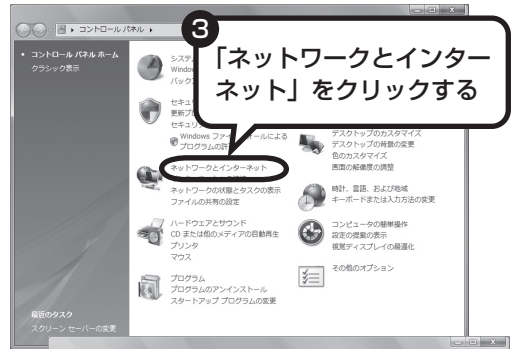 コントロール パネル
3
「ネットワークとインター
ネット」をクリックする
コントロール パネル ホーム
クラシック表示
システ
Window
バック
セキュ
更新プ
セキュリ
Windows ファイ
ールによる
プログラムの許
ネットワークとインターネット
ネットワークの状態とタスクの表示
ファイルの共有の設定
ハードウェアとサウンド
CD または他のメディアの自動再生
プリンタ
マウス
プログラム
プログラムのアンインストール
スタートアップ プログラムの変更
デスクトップのカスタマイズ
デスクトップの背景の変更
色のカスタマイズ
画面の解像度の調整
時計、言語、および地域
キーボードまたは入力方法の変更
コンピュータの簡単操作
設定の提案の表示
視覚ディスプレイの最適化
その他のオプション
最近のタスク
スクリーン セーバーの変更